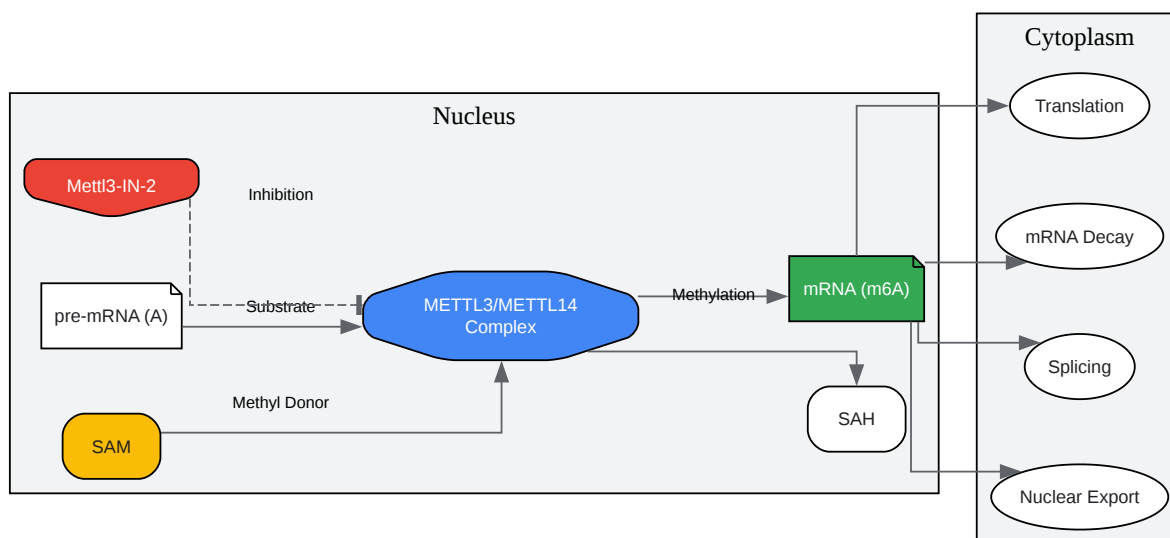 Cytoplasm
Nucleus
Translation
Mettl3-IN-2
Inhibition
mRNA Decay
pre-mRNA (A)
Substrate
METTL3/METTL14
Complex
Methylation
mRNA (m6A)
Splicing
Methyl Donor
SAH
SAM
Nuclear Export